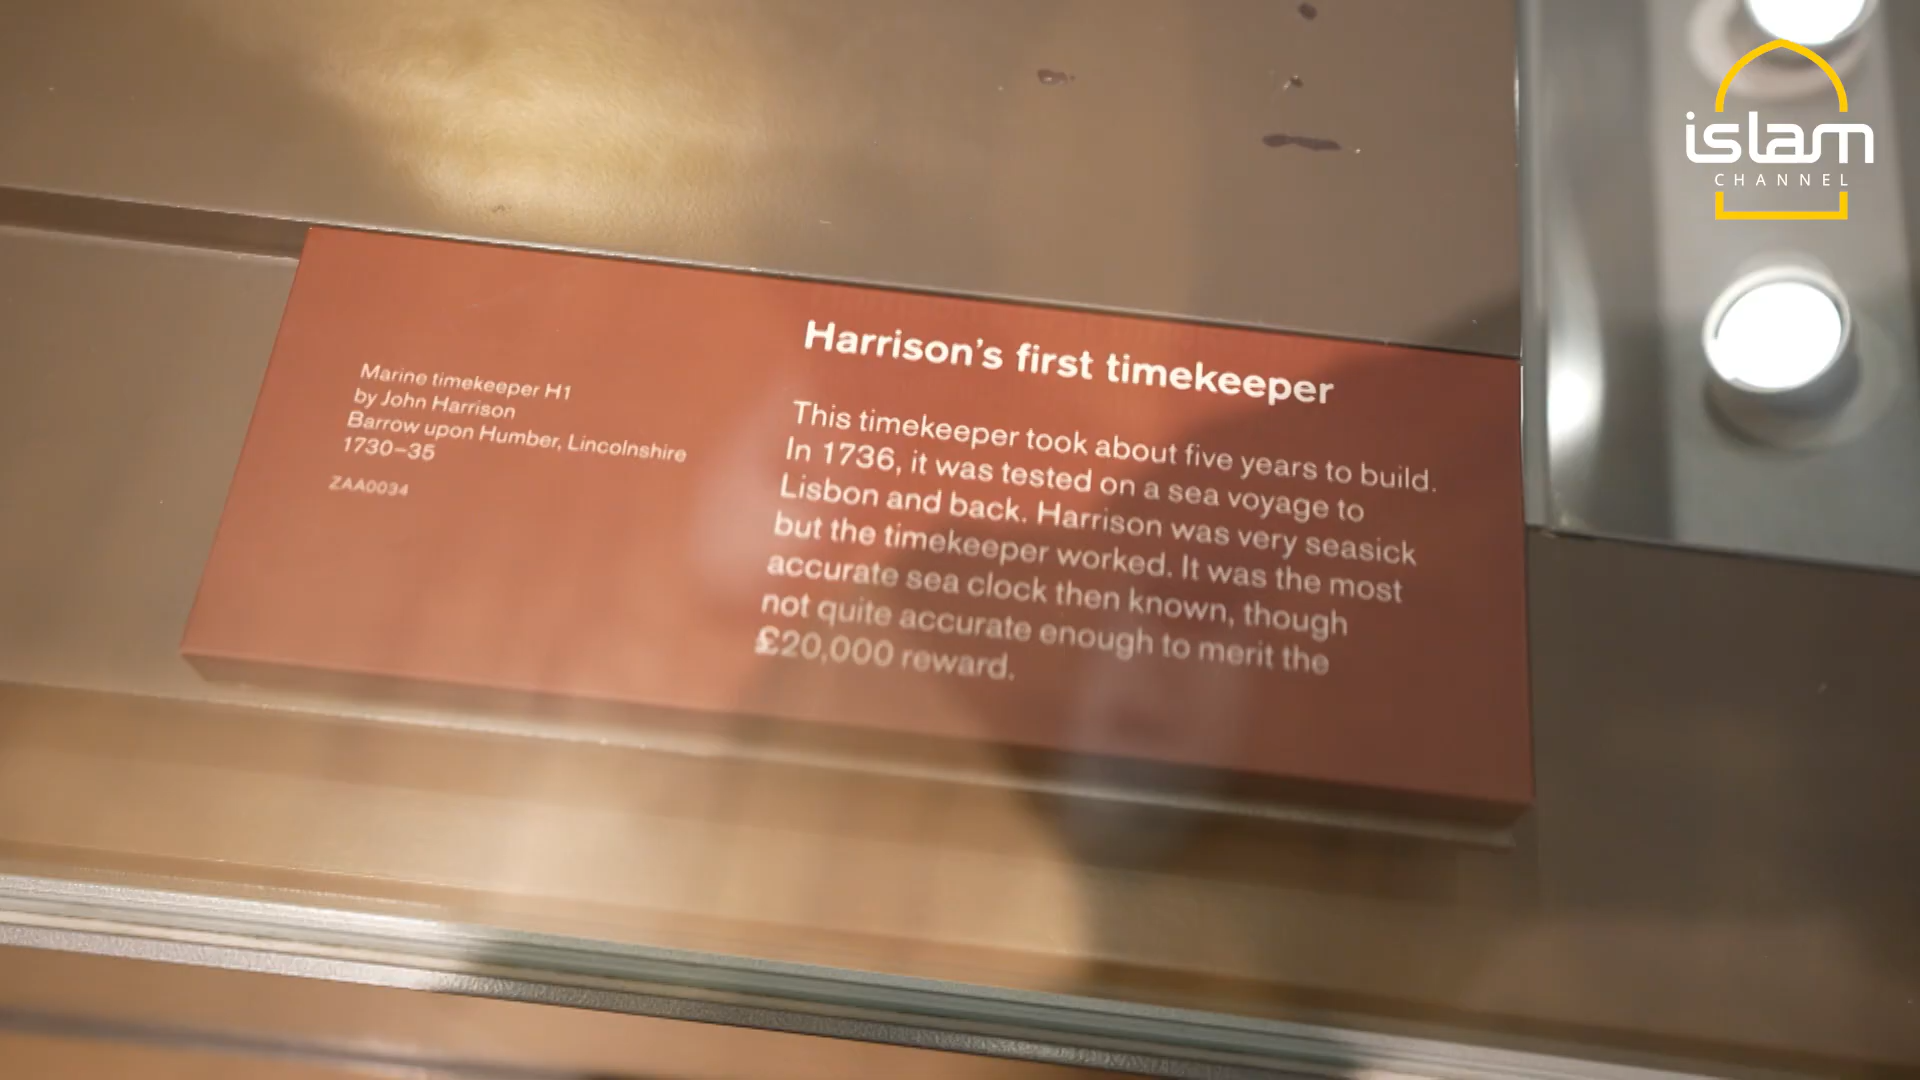 Harrison's first timekeeper
Marine timekeeper H1
by John Harrison
Barrow upon Humber, Lincolnshire
1730–35
ZAA0034
This timekeeper took about five years to build.
In 1736, it was tested on a sea voyage to
Lisbon and back. Harrison was very seasick
but the timekeeper worked. It was the most
accurate sea clock then known, though
not quite accurate enough to merit the
£20,000 reward.
islam
CHANNEL